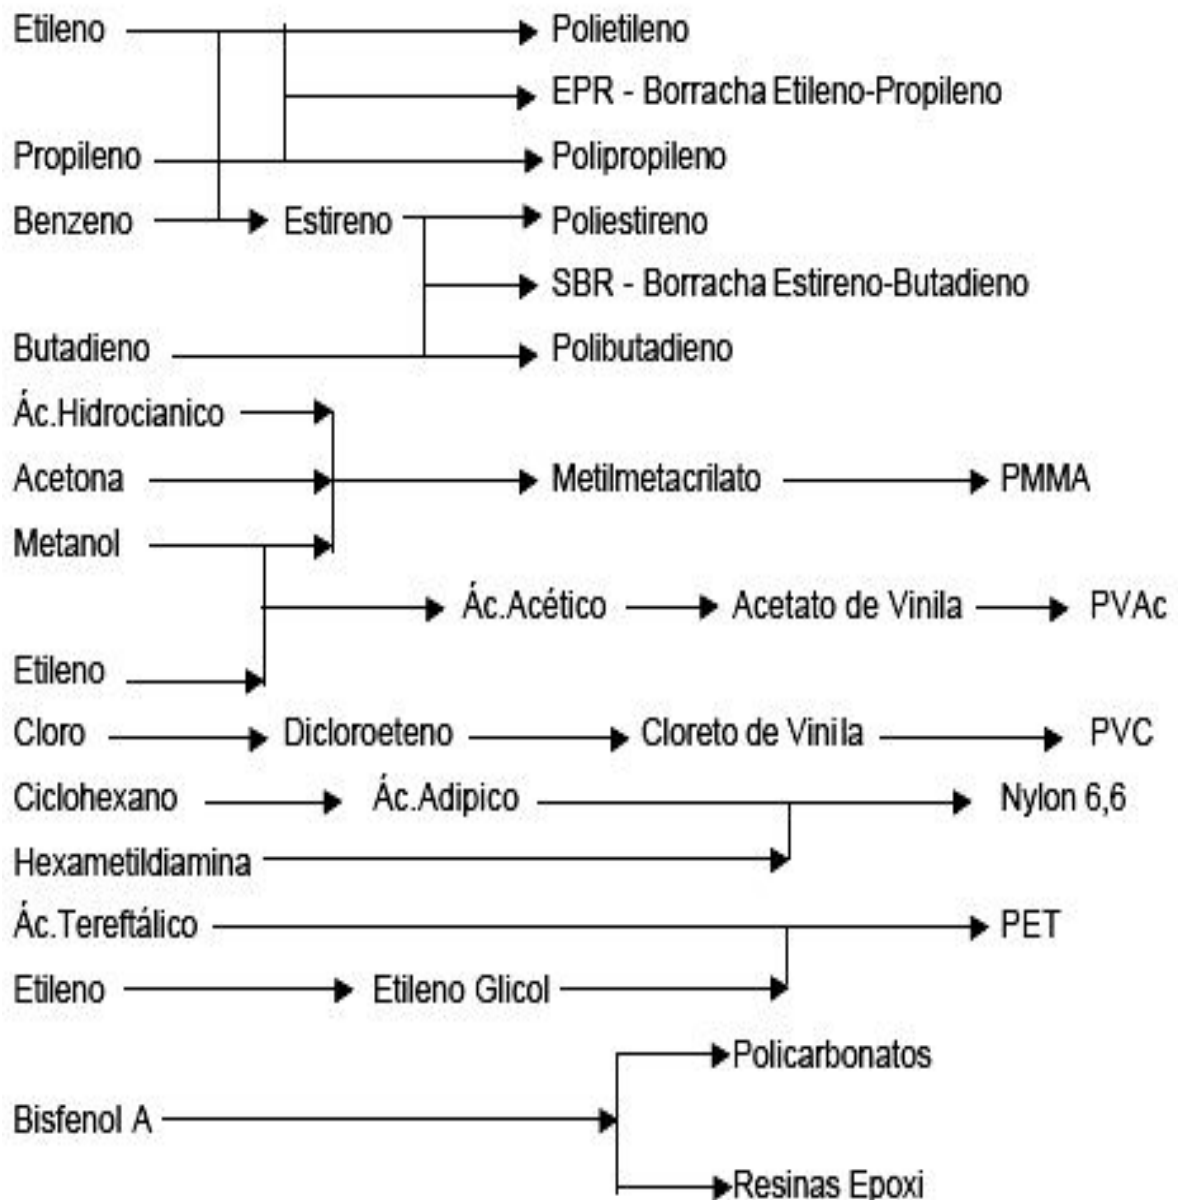 Etileno Polietileno
EPR - Borracha Etileno-Propileno
Propileno Polipropileno
Benzeno Estireno Poliestireno
SBR - Borracha Estireno-Butadieno
Butadieno Polibutadieno
Ác.Hidrocianico
Acetona Metilmetacrilato PMMA
Metanol
Ác.Acético Acetato de Vinila PVAc
Etileno
Cloro Dicloroeteno Cloreto de Vinila PVC
Ciclohexano Ác.Adipico Nylon 6,6
Hexametildiamina
Ác.Tereftálico PET
Etileno Etileno Glicol
Policarbonatos
Bisfenol A
Resinas Epoxi